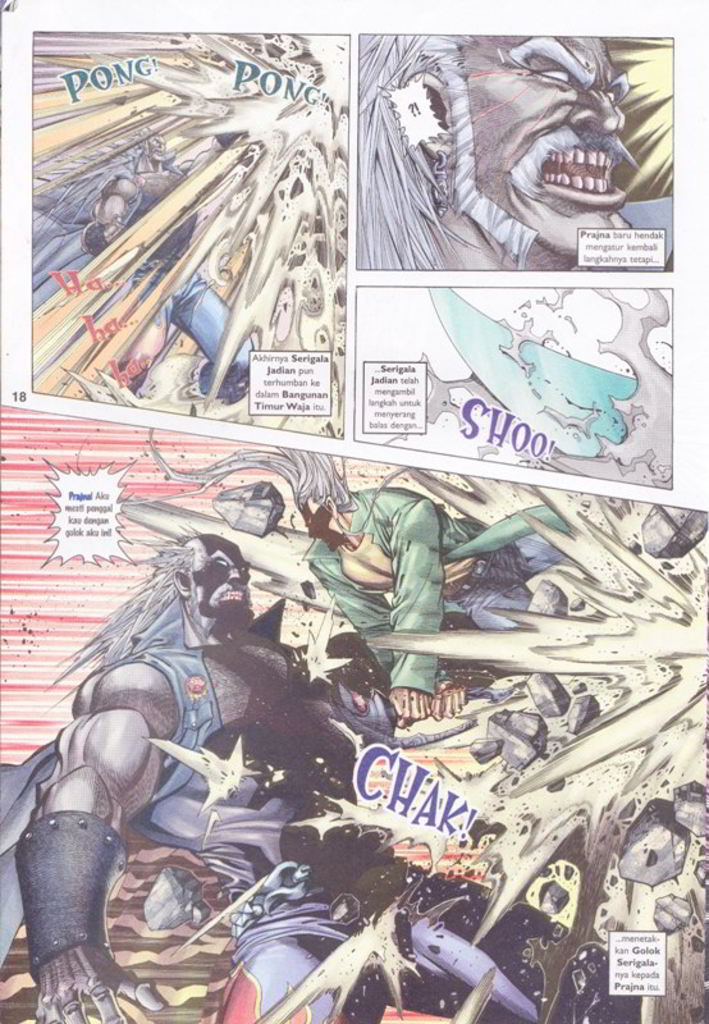 PONG!
PONG!
Ha...
ha...
ha...
Akhirnya Serigala
Jadian pun
terhumban ke
dalam Bangunan
Timur Waja itu.
?!
Prajna baru hendak
mengatur kembali
langkahnya tetapi...
...Serigala
Jadian telah
mengambil
langkah untuk
menyerang
balas dengan...
SHOO!
18
Prajna! Aku
mesti penggal
kau dengan
golok aku ini!
CHAK!
...menetak-
kan Golok
Serigala-
nya kepada
Prajna itu.